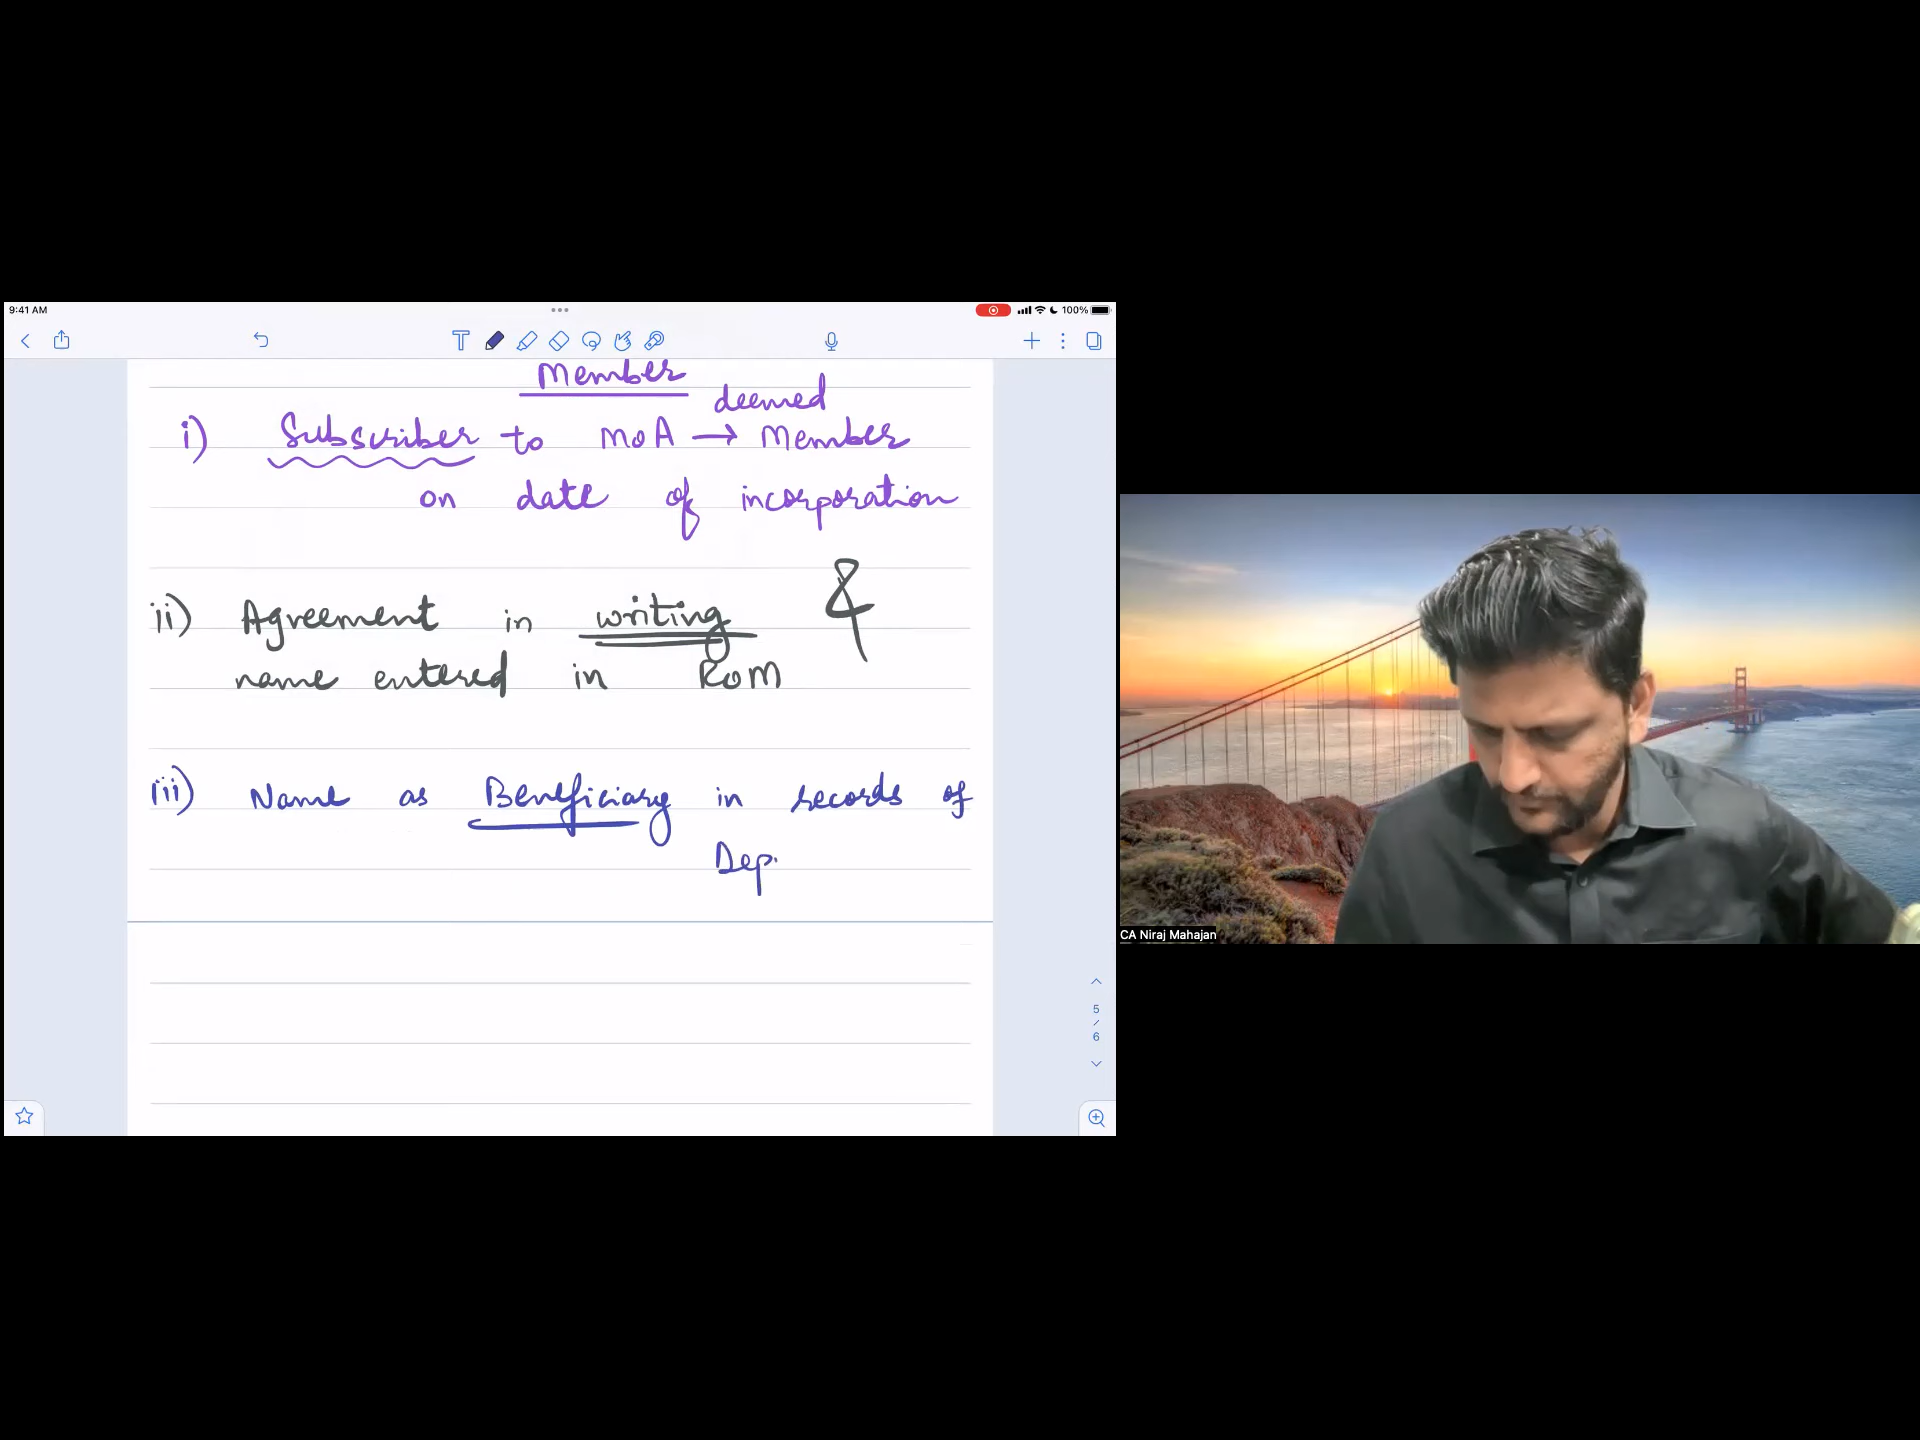 9:41 AM
100%
Member
deemed
i) Subscriber to MoA → Member
on date of incorporation
ii) Agreement in writing &
name entered in RoM
iii) Name as Beneficiary in records of
Dep.
5
/
6
CA Niraj Mahajan